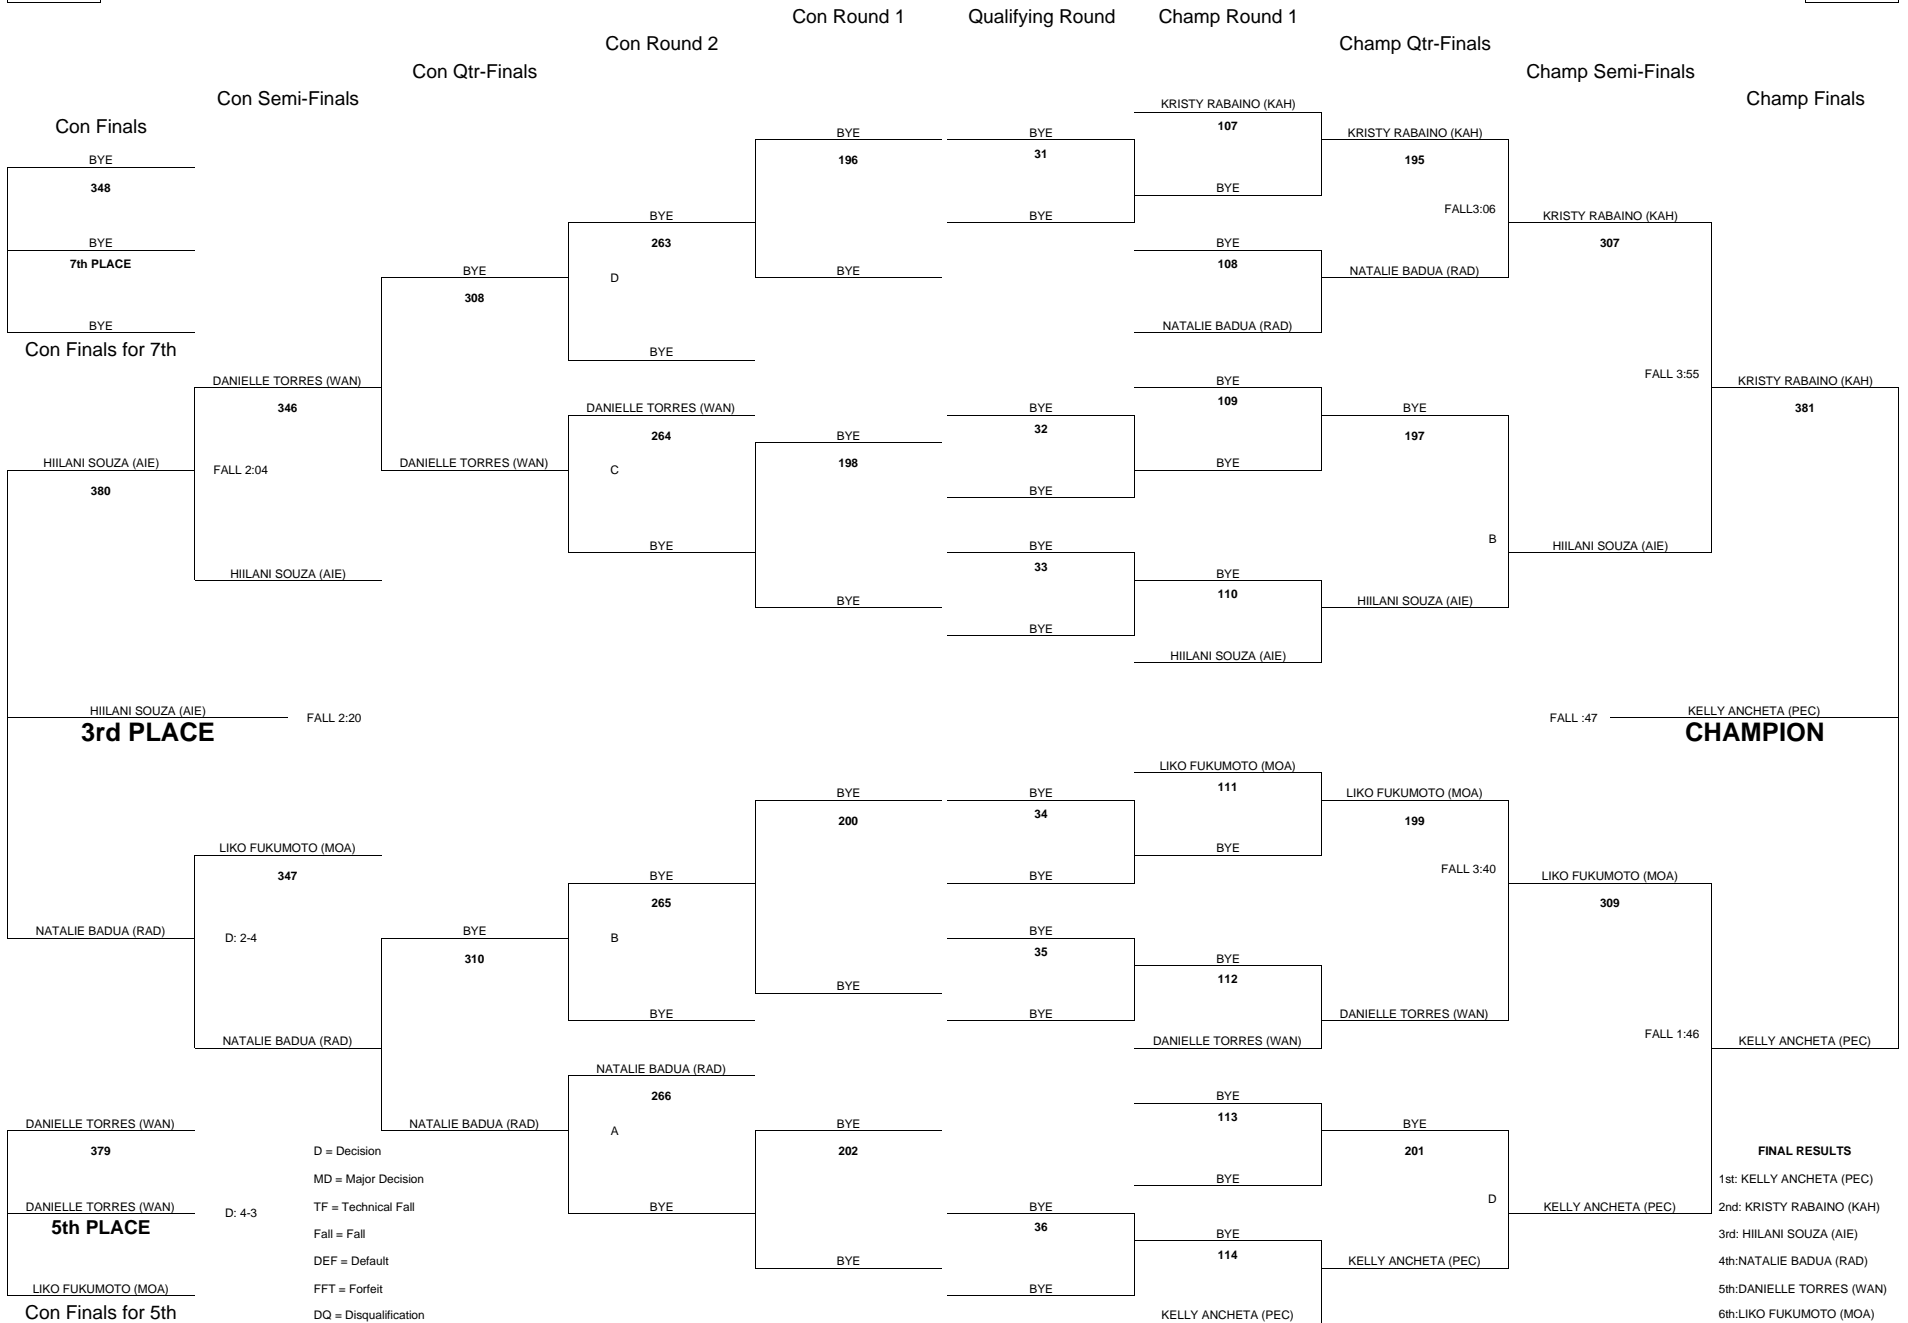 Con Round 1 Qualifying Round Champ Round 1
Con Round 2 Champ Qtr-Finals
Con Qtr-Finals Champ Semi-Finals
Con Semi-Finals Champ Finals
KRISTY RABAINO (KAH)
Con Finals 107
BYE BYE KRISTY RABAINO (KAH)
BYE 196 31 195
348 BYE
BYE BYE FALL3:06 KRISTY RABAINO (KAH)
BYE 263 BYE 307
7th PLACE 108
BYE D BYE NATALIE BADUA (RAD)
308
BYE NATALIE BADUA (RAD)
Con Finals for 7th BYE
FALL 3:55
DANIELLE TORRES (WAN) BYE KRISTY RABAINO (KAH)
346 DANIELLE TORRES (WAN) BYE 109 BYE 381
264 BYE 32 197
HIILANI SOUZA (AIE) FALL 2:04 DANIELLE TORRES (WAN) C 198 BYE
380 BYE
BYE BYE B HIILANI SOUZA (AIE)
33
HIILANI SOUZA (AIE) BYE
BYE 110 HIILANI SOUZA (AIE)
BYE
HIILANI SOUZA (AIE)
HIILANI SOUZA (AIE) FALL 2:20 FALL :47 KELLY ANCHETA (PEC)
3rd PLACE CHAMPION
LIKO FUKUMOTO (MOA)
BYE BYE 111 LIKO FUKUMOTO (MOA)
200 34 199
LIKO FUKUMOTO (MOA) BYE
347 BYE BYE FALL 3:40 LIKO FUKUMOTO (MOA)
265 309
NATALIE BADUA (RAD) D: 2-4 BYE B BYE
310 35 BYE
BYE 112
BYE BYE DANIELLE TORRES (WAN)
NATALIE BADUA (RAD) DANIELLE TORRES (WAN) FALL 1:46 KELLY ANCHETA (PEC)
NATALIE BADUA (RAD)
266 BYE
DANIELLE TORRES (WAN) NATALIE BADUA (RAD) A BYE 113 BYE
379 D = Decision 202 201 FINAL RESULTS
MD = Major Decision BYE 1st: KELLY ANCHETA (PEC)
DANIELLE TORRES (WAN) D: 4-3 TF = Technical Fall BYE BYE D KELLY ANCHETA (PEC) 2nd: KRISTY RABAINO (KAH)
5th PLACE Fall = Fall 36 BYE 3rd: HIILANI SOUZA (AIE)
DEF = Default BYE 114 KELLY ANCHETA (PEC) 4th:NATALIE BADUA (RAD)
LIKO FUKUMOTO (MOA) FFT = Forfeit BYE 5th:DANIELLE TORRES (WAN)
Con Finals for 5th DQ = Disqualification KELLY ANCHETA (PEC) 6th:LIKO FUKUMOTO (MOA)